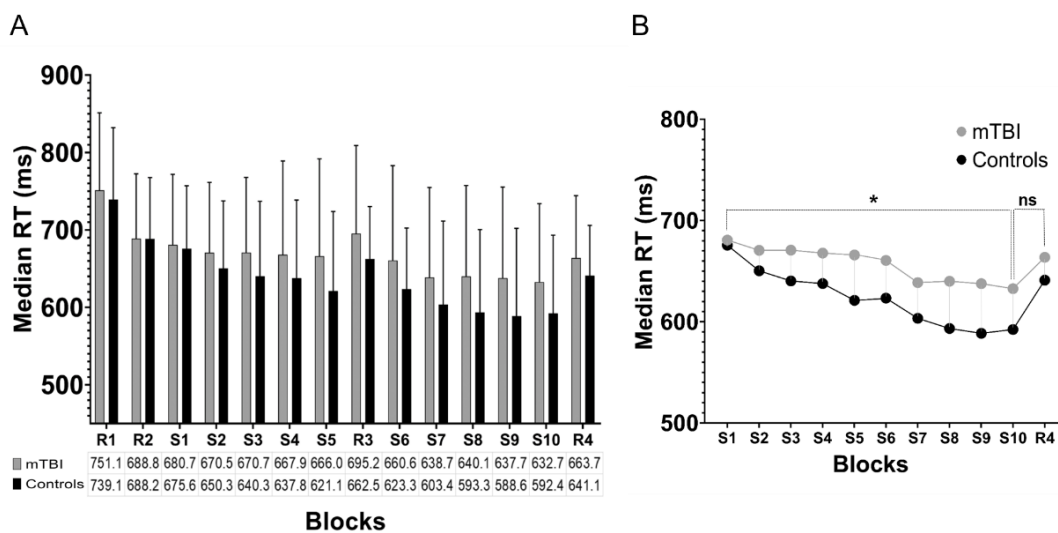 A
Median RT (ms)
900
800
700
600
500
R1 R2 S1 S2 S3 S4 S5 R3 S6 S7 S8 S9 S10 R4
mTBI 751.1 688.8 680.7 670.5 670.7 667.9 666.0 695.2 660.6 638.7 640.1 637.7 632.7 663.7
Controls 739.1 688.2 675.6 650.3 640.3 637.8 621.1 662.5 623.3 603.4 593.3 588.6 592.4 641.1
Blocks
B
Median RT (ms)
800
700
600
500
mTBI
Controls
* ns
S1 S2 S3 S4 S5 S6 S7 S8 S9 S10 R4
Blocks